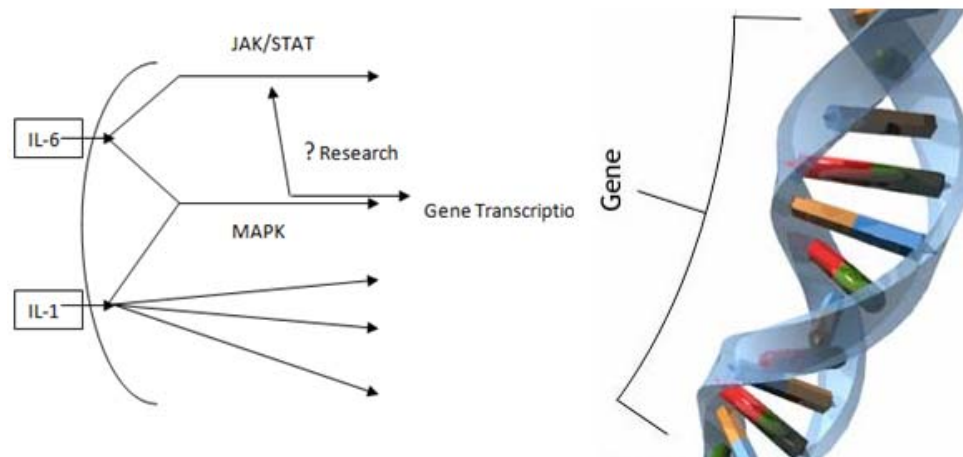 JAK/STAT
IL-6
? Research
Gene Transcriptio
MAPK
IL-1
Gene